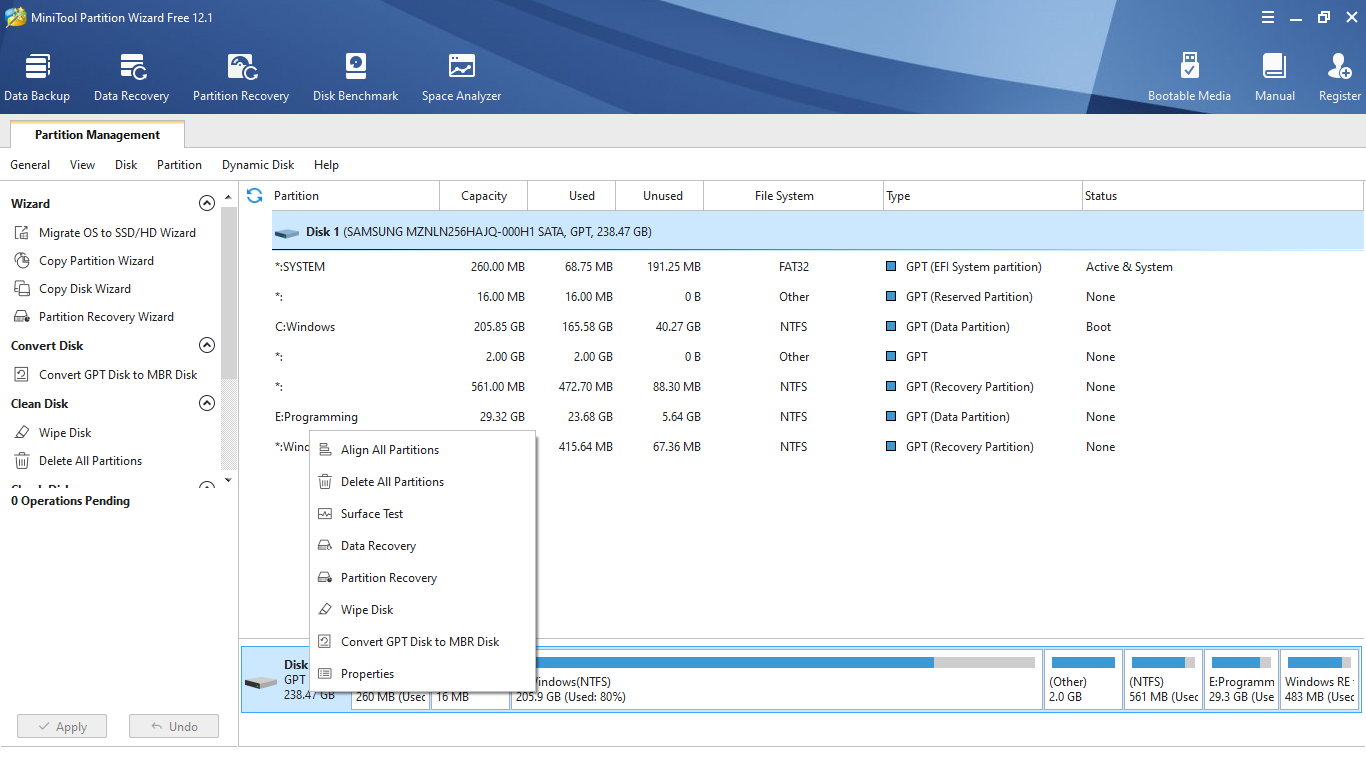 MiniTool Partition Wizard Free 12.1
Data Backup
Data Recovery
Partition Recovery
Disk Benchmark
Space Analyzer
Bootable Media
Manual
Register
Partition Management
General View Disk Partition Dynamic Disk Help
Wizard
Migrate OS to SSD/HD Wizard
Copy Partition Wizard
Copy Disk Wizard
Partition Recovery Wizard
Convert Disk
Convert GPT Disk to MBR Disk
Clean Disk
Wipe Disk
Delete All Partitions
0 Operations Pending
Apply
Undo
Partition Capacity Used Unused File System Type Status
Disk 1 (SAMSUNG MZNLN256HAJQ-000H1 SATA, GPT, 238.47 GB)
*:SYSTEM 260.00 MB 68.75 MB 191.25 MB FAT32 GPT (EFI System partition) Active & System
*: 16.00 MB 16.00 MB 0 B Other GPT (Reserved Partition) None
C:Windows 205.85 GB 165.58 GB 40.27 GB NTFS GPT (Data Partition) Boot
*: 2.00 GB 2.00 GB 0 B Other GPT None
*: 561.00 MB 472.70 MB 88.30 MB NTFS GPT (Recovery Partition) None
E:Programming 29.32 GB 23.68 GB 5.64 GB NTFS GPT (Data Partition) None
*:Wind 415.64 MB 67.36 MB NTFS GPT (Recovery Partition) None
Align All Partitions
Delete All Partitions
Surface Test
Data Recovery
Partition Recovery
Wipe Disk
Convert GPT Disk to MBR Disk
Properties
Disk
GPT
238.47 GB
260 MB (Used
16 MB
indows(NTFS)
205.9 GB (Used: 80%)
(Other)
2.0 GB
(NTFS)
561 MB (Used
E:Programm
29.3 GB (Use
Windows RE
483 MB (Used